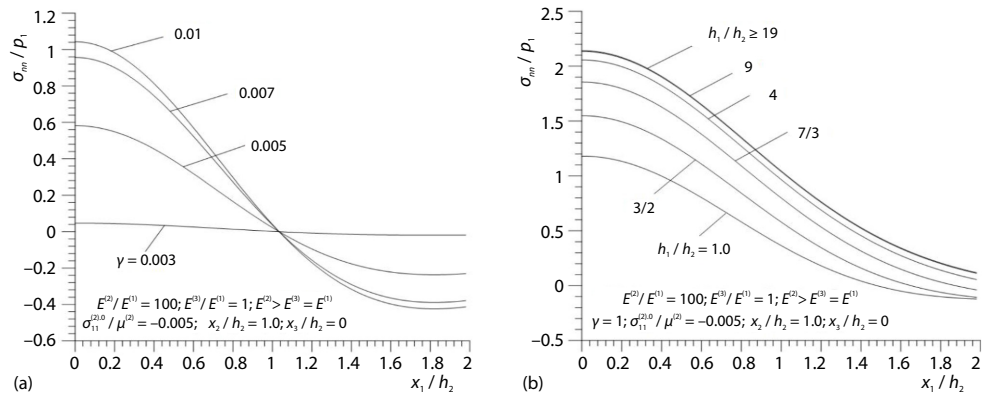 1.2
1
0.8
0.6
0.4
0.2
0
−0.2
−0.4
−0.6
σnn / p1
0.01
0.007
0.005
γ = 0.003
E(2)/ E(1) = 100; E(3)/ E(1) = 1; E(2)> E(3) = E(1)
σ11(2),0 / μ(2) = −0.005; x2 / h2 = 1.0; x3 / h2 = 0
0 0.2 0.4 0.6 0.8 1 1.2 1.4 1.6 1.8 2
(a)
x1 / h2
2.5
2
1.5
1
0.5
0
−0.5
σnn / p1
h1 / h2 ≥ 19
9
4
7/3
3/2
h1 / h2 = 1.0
E(2)/ E(1) = 100; E(3)/ E(1) = 1; E(2)> E(3) = E(1)
γ = 1; σ11(2),0 / μ(2) = −0.005; x2 / h2 = 1.0; x3 / h2 = 0
0 0.2 0.4 0.6 0.8 1 1.2 1.4 1.6 1.8 2
(b)
x1 / h2